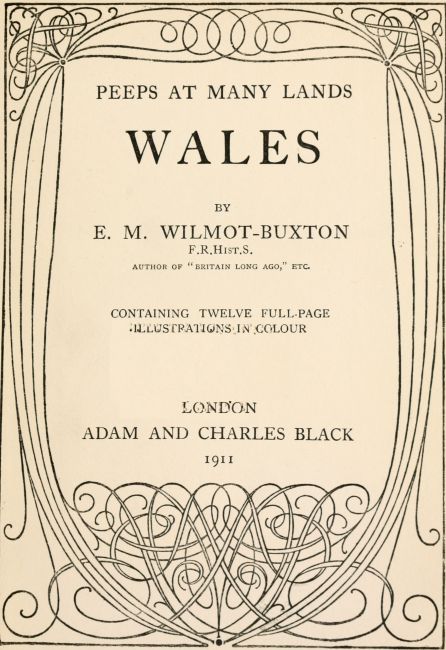 PEEPS AT MANY LANDS
WALES
BY
E. M. WILMOT-BUXTON
F.R.HIST.S.
AUTHOR OF "BRITAIN LONG AGO," ETC.
CONTAINING TWELVE FULL-PAGE
ILLUSTRATIONS IN COLOUR
LONDON
ADAM AND CHARLES BLACK
1911